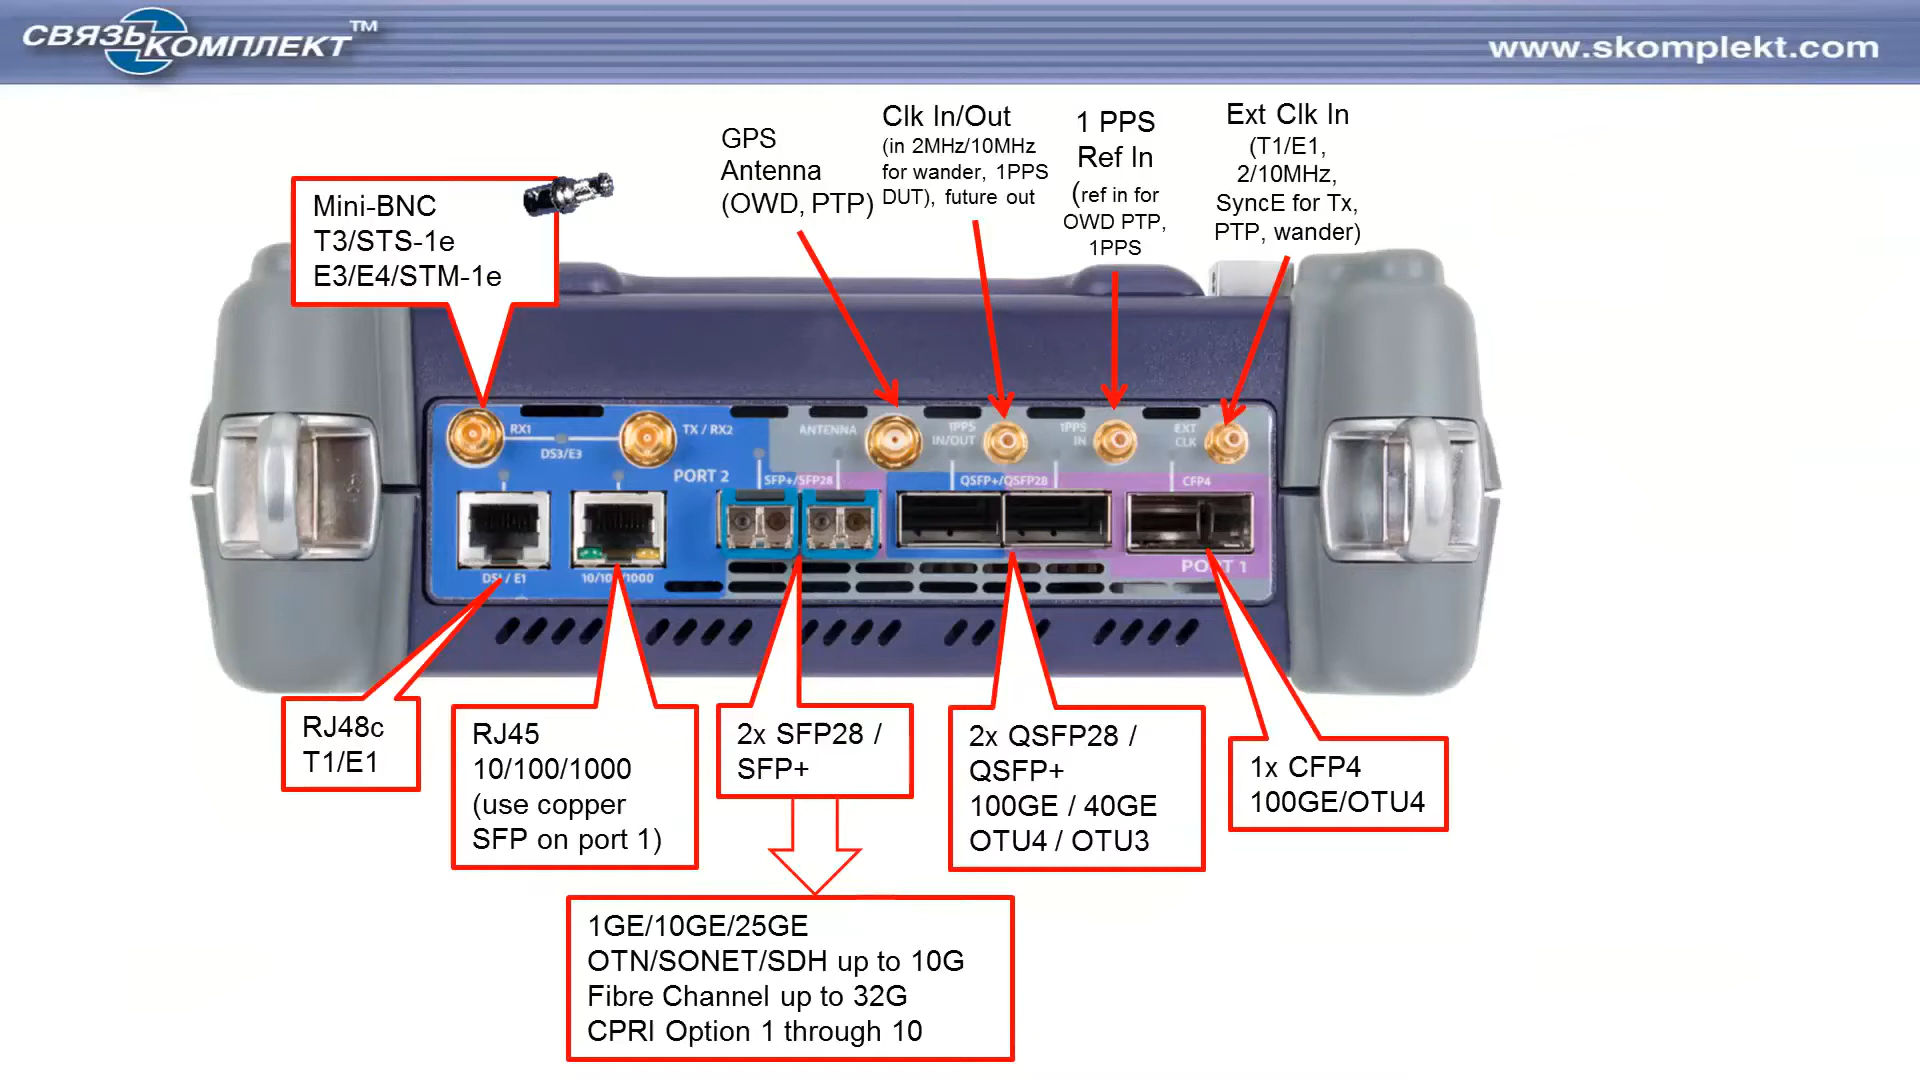 СВЯЗЬКОМПЛЕКТ™
www.skomplekt.com
Mini-BNC
T3/STS-1e
E3/E4/STM-1e
GPS
Antenna
(OWD, PTP)
Clk In/Out
(in 2MHz/10MHz
for wander, 1PPS
DUT), future out
1 PPS
Ref In
(ref in for
OWD PTP,
1PPS
Ext Clk In
(T1/E1,
2/10MHz,
SyncE for Tx,
PTP, wander)
RX1
DS3/E3
TX / RX2
ANTENNA
1PPS
IN/OUT
1PPS
IN
EXT
CLK
PORT 2
SFP+/SFP28
QSFP+/QSFP28
CFP4
/ E1
PORT 1
RJ48c
T1/E1
RJ45
10/100/1000
(use copper
SFP on port 1)
2x SFP28 /
SFP+
2x QSFP28 /
QSFP+
100GE / 40GE
OTU4 / OTU3
1x CFP4
100GE/OTU4
1GE/10GE/25GE
OTN/SONET/SDH up to 10G
Fibre Channel up to 32G
CPRI Option 1 through 10